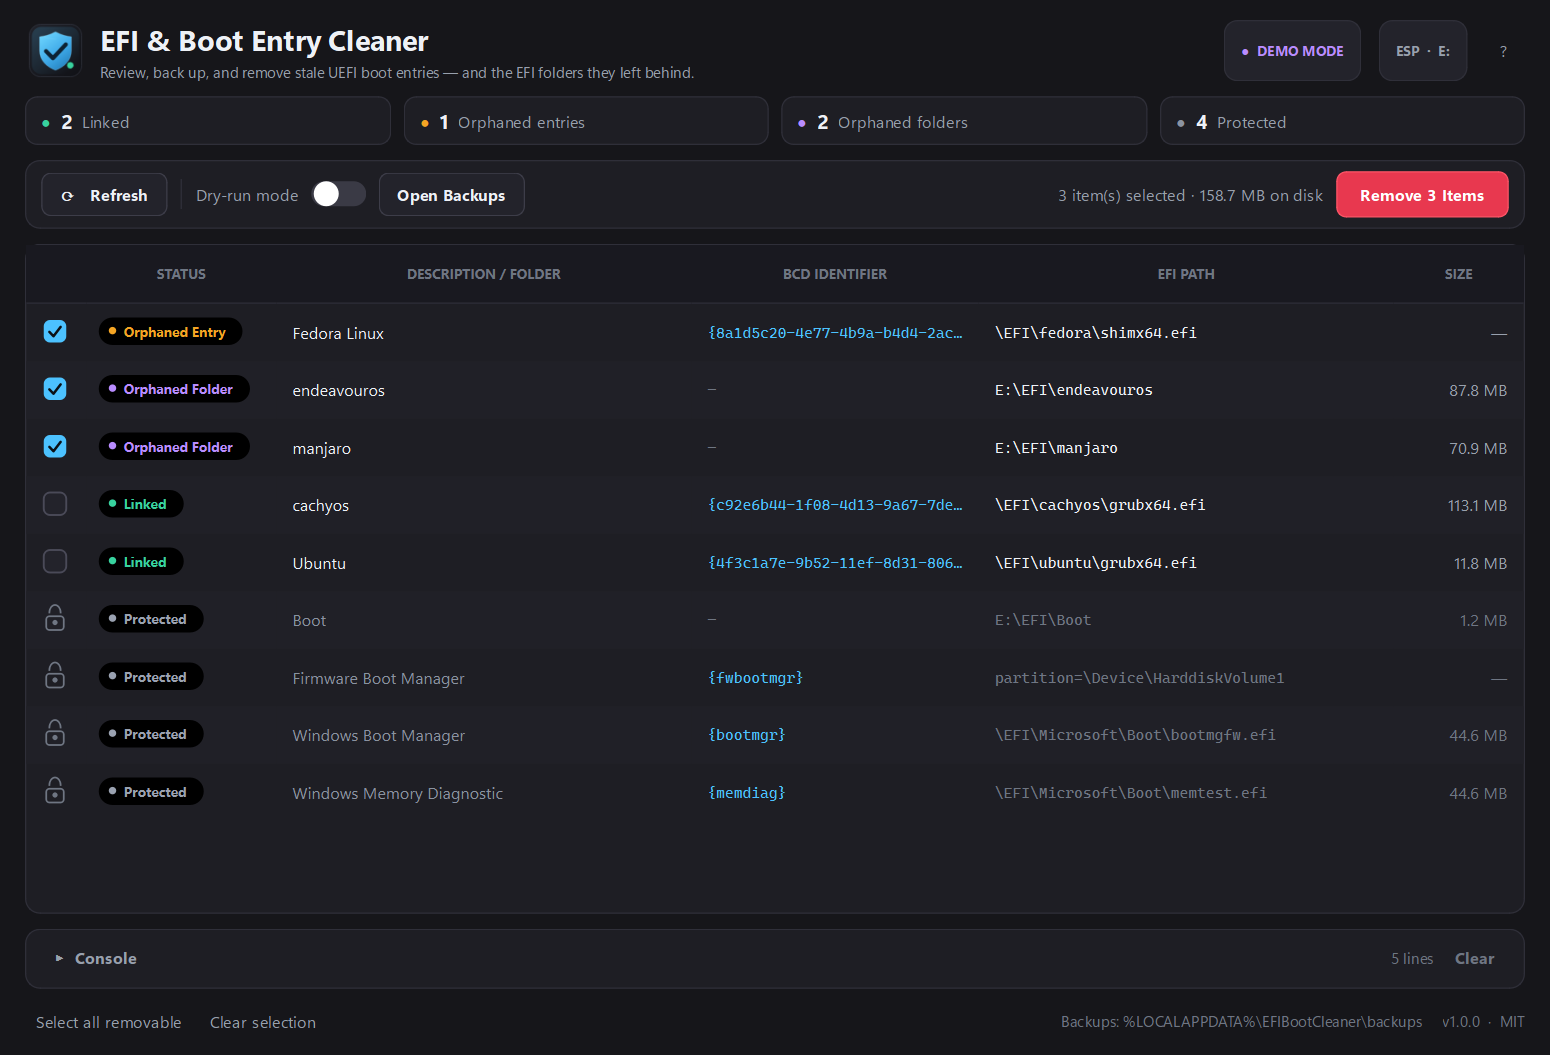 EFI & Boot Entry Cleaner
Review, back up, and remove stale UEFI boot entries — and the EFI folders they left behind.
DEMO MODE
ESP · E:
?
2 Linked
1 Orphaned entries
2 Orphaned folders
4 Protected
Refresh
Dry-run mode
Open Backups
3 item(s) selected · 158.7 MB on disk
Remove 3 Items
STATUS DESCRIPTION / FOLDER BCD IDENTIFIER EFI PATH SIZE
Orphaned Entry Fedora Linux {8a1d5c20-4e77-4b9a-b4d4-2ac… \EFI\fedora\shimx64.efi —
Orphaned Folder endeavouros — E:\EFI\endeavouros 87.8 MB
Orphaned Folder manjaro — E:\EFI\manjaro 70.9 MB
Linked cachyos {c92e6b44-1f08-4d13-9a67-7de… \EFI\cachyos\grubx64.efi 113.1 MB
Linked Ubuntu {4f3c1a7e-9b52-11ef-8d31-806… \EFI\ubuntu\grubx64.efi 11.8 MB
Protected Boot — E:\EFI\Boot 1.2 MB
Protected Firmware Boot Manager {fwbootmgr} partition=\Device\HarddiskVolume1 —
Protected Windows Boot Manager {bootmgr} \EFI\Microsoft\Boot\bootmgfw.efi 44.6 MB
Protected Windows Memory Diagnostic {memdiag} \EFI\Microsoft\Boot\memtest.efi 44.6 MB
Console
5 lines
Clear
Select all removable
Clear selection
Backups: %LOCALAPPDATA%\EFIBootCleaner\backups
v1.0.0 · MIT